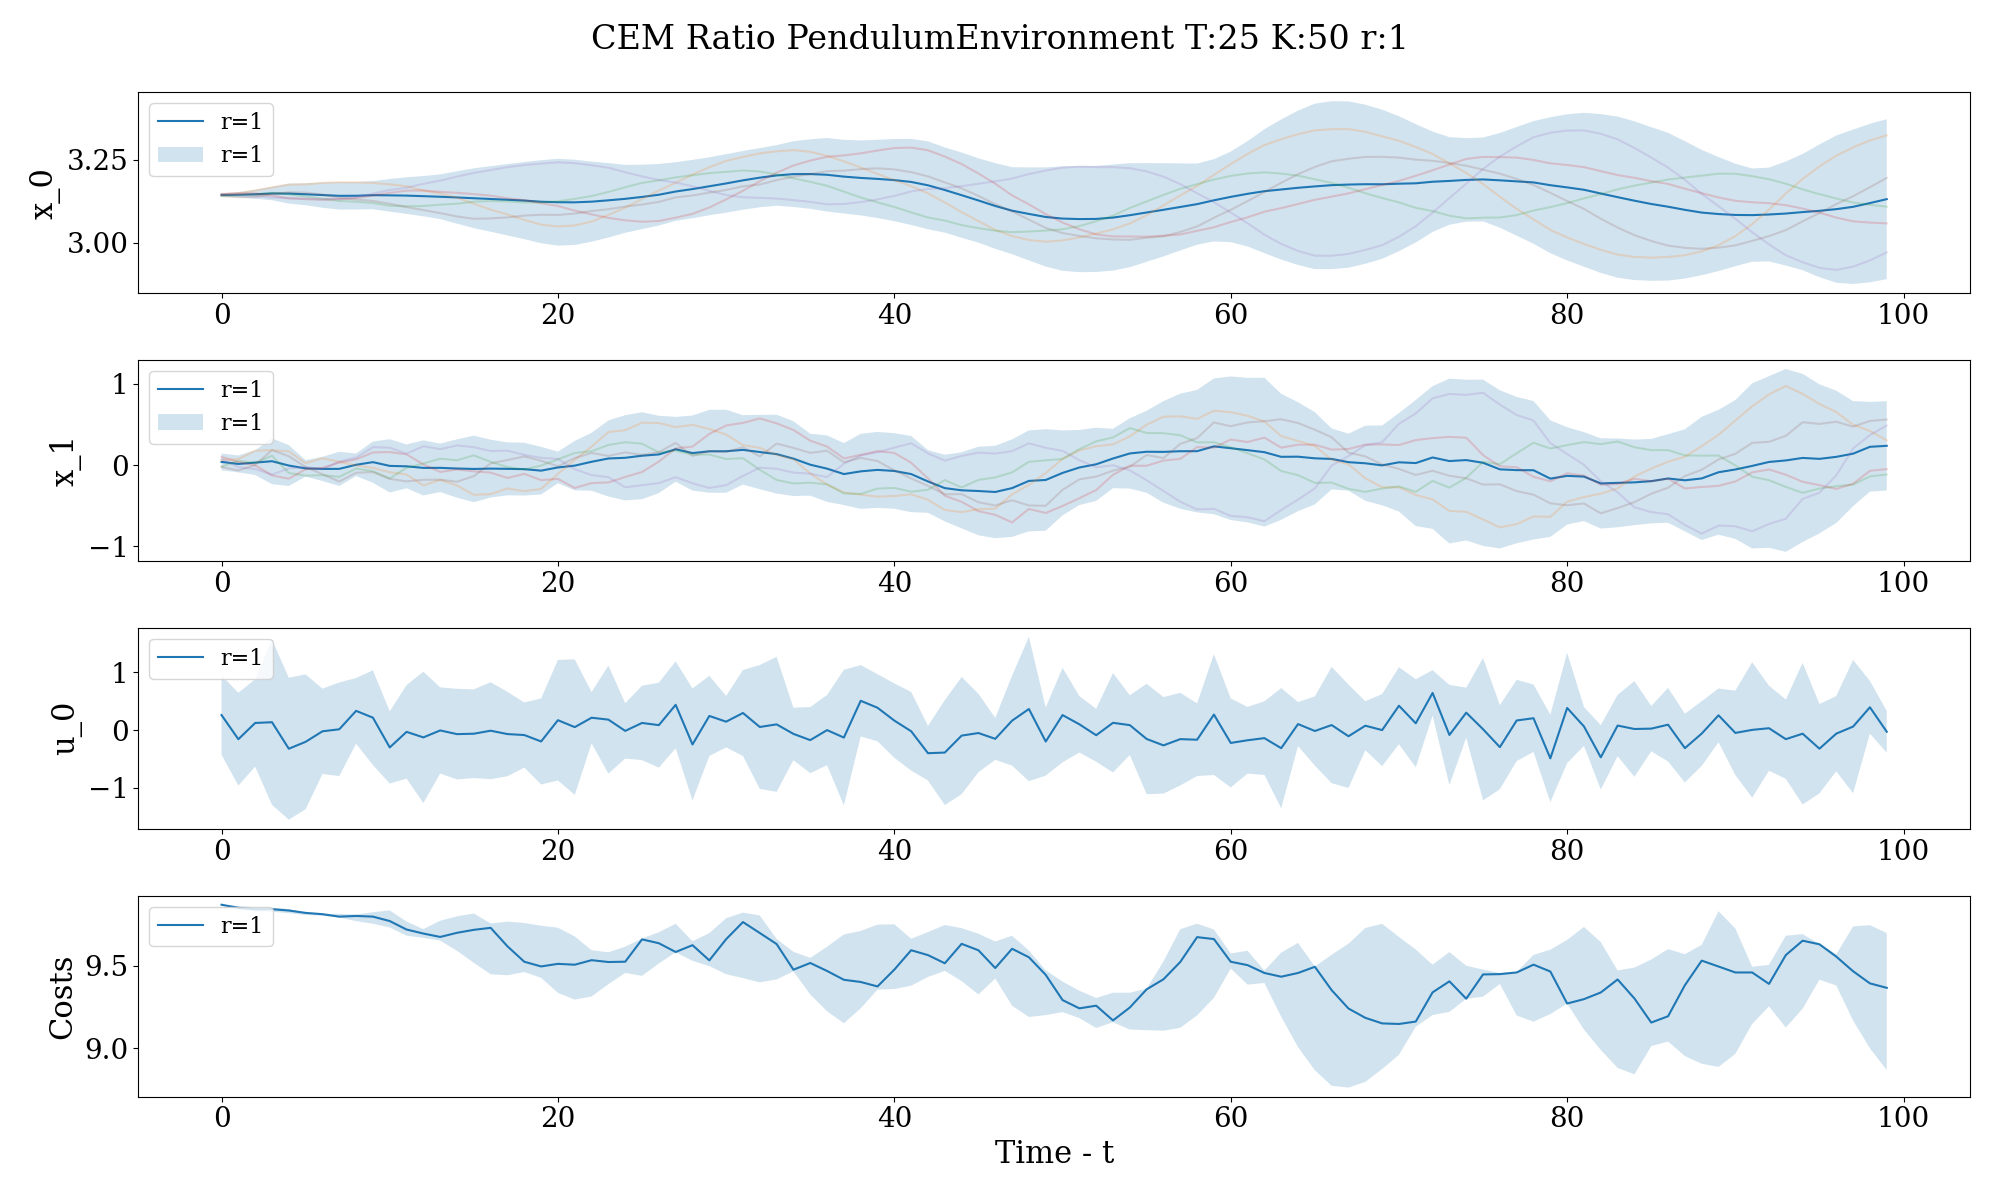 CEM Ratio PendulumEnvironment T:25 K:50 r:1
r=1
r=1
3.25
3.00
x_0
0 20 40 60 80 100
r=1
r=1
1
0
−1
x_1
0 20 40 60 80 100
r=1
1
0
−1
u_0
0 20 40 60 80 100
r=1
9.5
9.0
Costs
0 20 40 60 80 100
Time - t